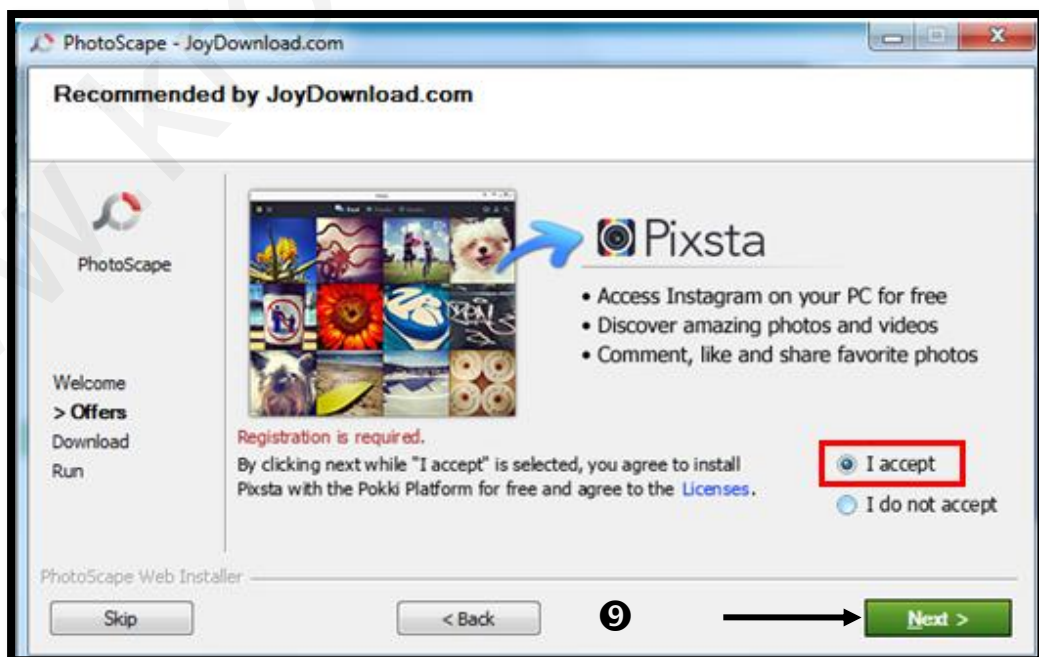 PhotoScape - JoyDownload.com
Recommended by JoyDownload.com
PhotoScape
Pixsta
• Access Instagram on your PC for free
• Discover amazing photos and videos
• Comment, like and share favorite photos
Welcome
> Offers
Download
Run
Registration is required.
By clicking next while "I accept" is selected, you agree to install
Pixsta with the Pokki Platform for free and agree to the Licenses.
I accept
I do not accept
PhotoScape Web Installer
Skip
< Back
❾
Next >